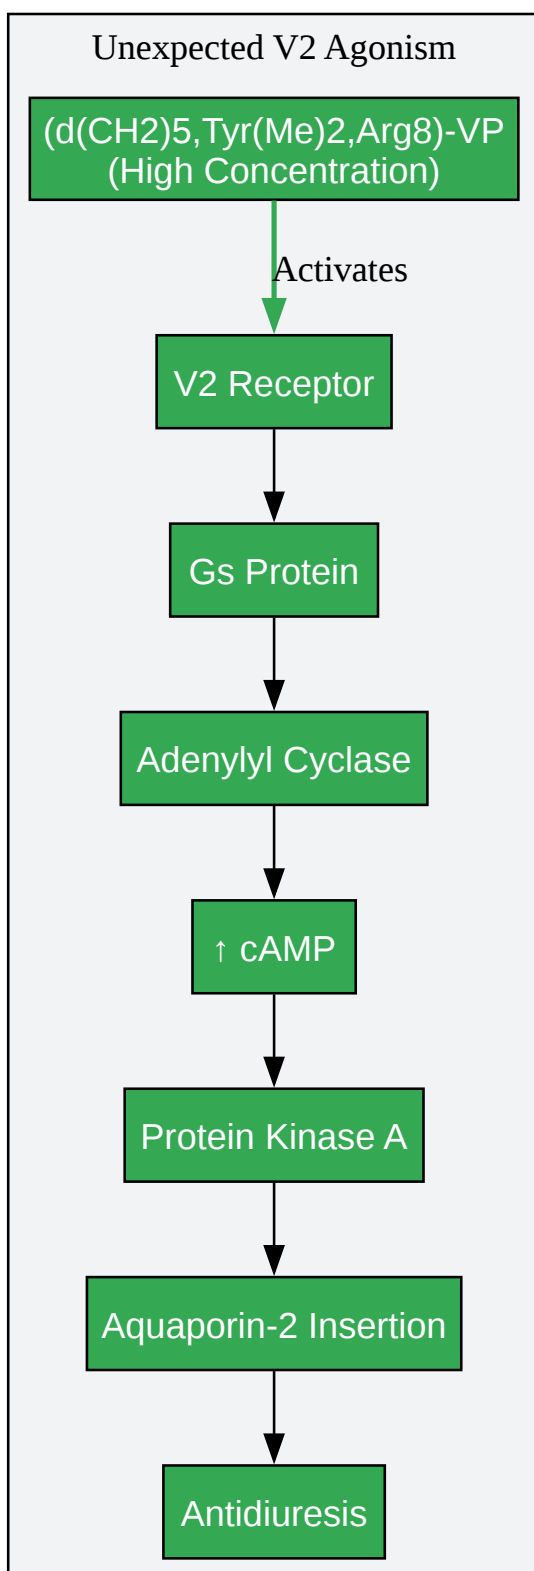 Unexpected V2 Agonism
(d(CH2)5,Tyr(Me)2,Arg8)-VP
(High Concentration)
Activates
V2 Receptor
Gs Protein
Adenylyl Cyclase
↑ cAMP
Protein Kinase A
Aquaporin-2 Insertion
Antidiuresis